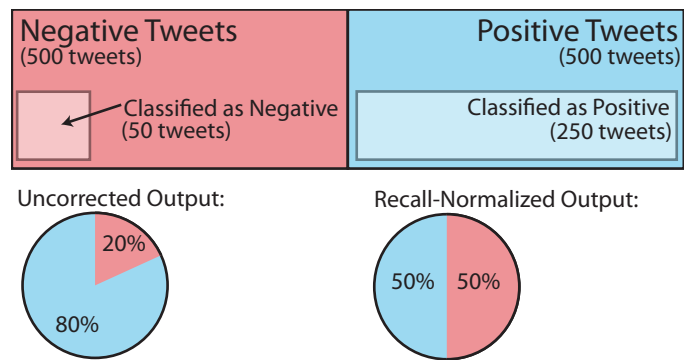 Negative Tweets
(500 tweets)
Positive Tweets
(500 tweets)
Classified as Negative
(50 tweets)
Classified as Positive
(250 tweets)
Uncorrected Output:
20%
80%
Recall-Normalized Output:
50%
50%